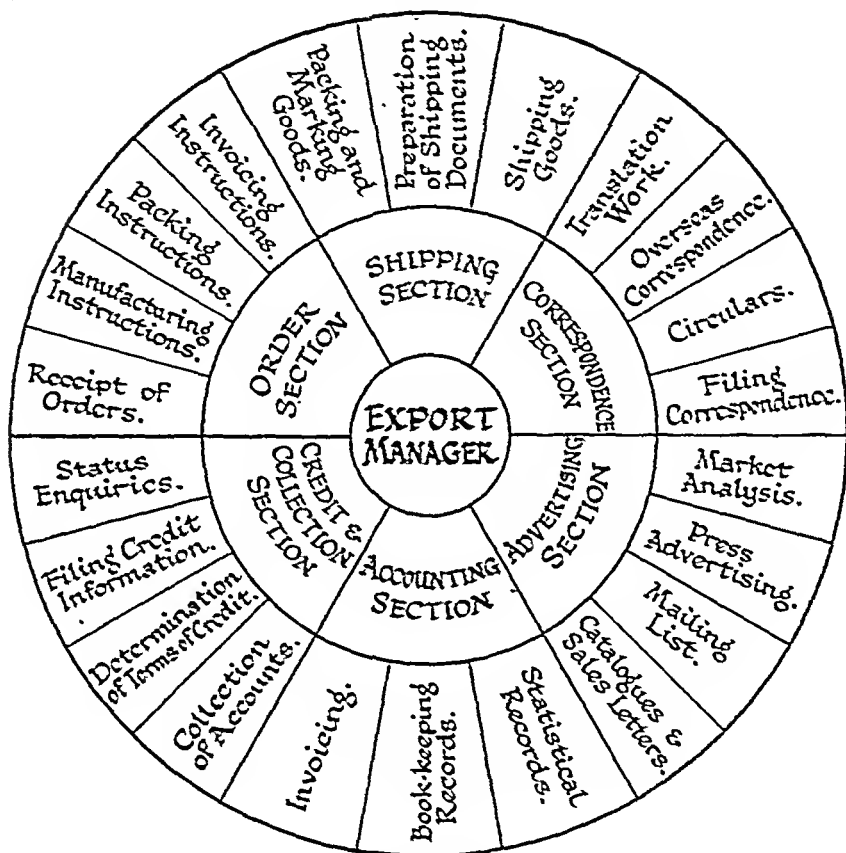 EXPORT
MANAGER
SHIPPING
SECTION
CORRESPONDENCE
SECTION
ADVERTISING
SECTION
ACCOUNTING
SECTION
CREDIT &
COLLECTION
SECTION
ORDER
SECTION
Packing and
Marking
Goods.
Preparation
of Shipping
Documents.
Shipping
Goods.
Translation
Work.
Overseas
Correspondence.
Circulars.
Filing
Correspondence.
Market
Analysis.
Press
Advertising.
Mailing
List.
Catalogues &
Sales Letters.
Statistical
Records.
Book-keeping
Records.
Invoicing.
Collection
of Accounts.
Determination
of Terms of Credit.
Filing Credit
Information.
Status
Enquiries.
Receipt of
Orders.
Manufacturing
Instructions.
Packing
Instructions.
Invoicing
Instructions.